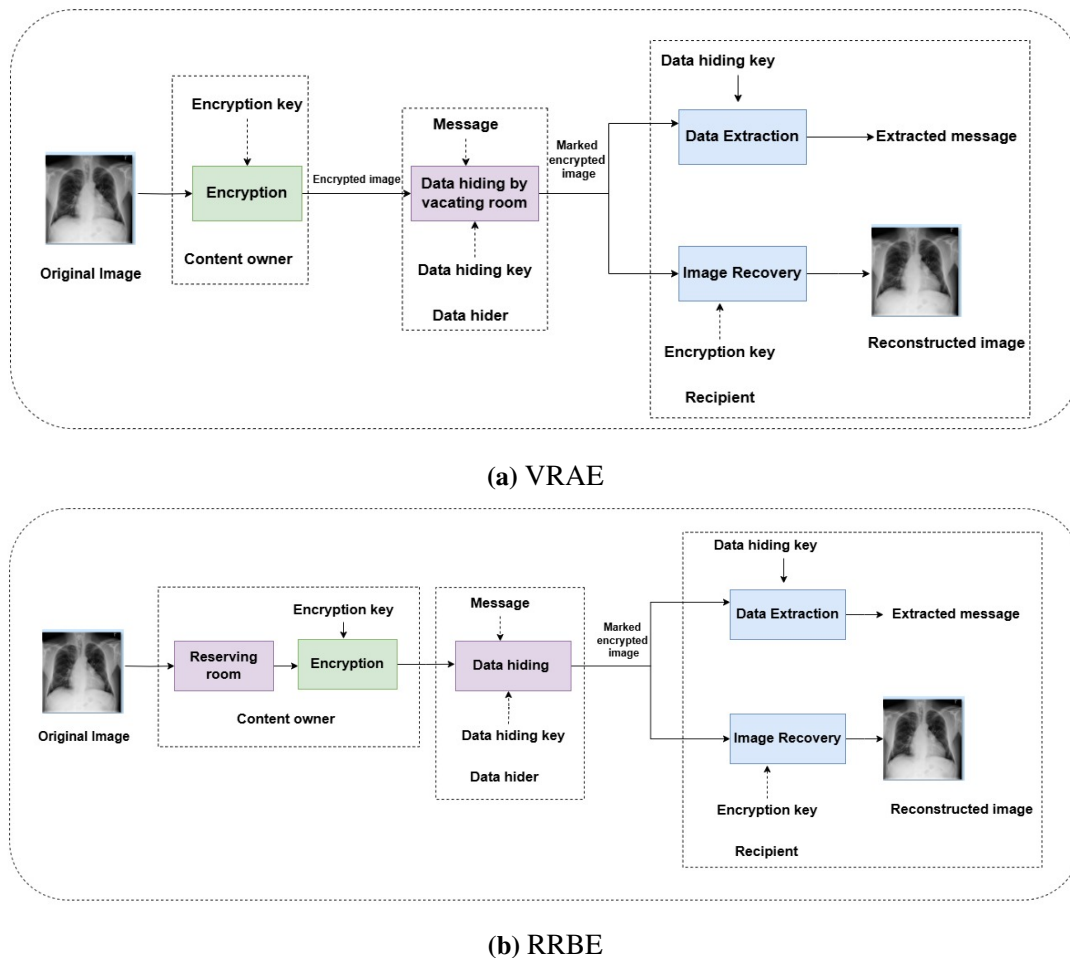 Encryption key
Encryption
Content owner
Original Image
Encrypted image
Message
Data hiding by
vacating room
Data hiding key
Data hider
Marked
encrypted
image
Data hiding key
Data Extraction
Extracted message
Image Recovery
Encryption key
Reconstructed image
Recipient
(a) VRAE
Original Image
Reserving
room
Encryption key
Encryption
Content owner
Message
Data hiding
Data hiding key
Data hider
Marked
encrypted
image
Data hiding key
Data Extraction
Extracted message
Image Recovery
Encryption key
Reconstructed image
Recipient
(b) RRBE